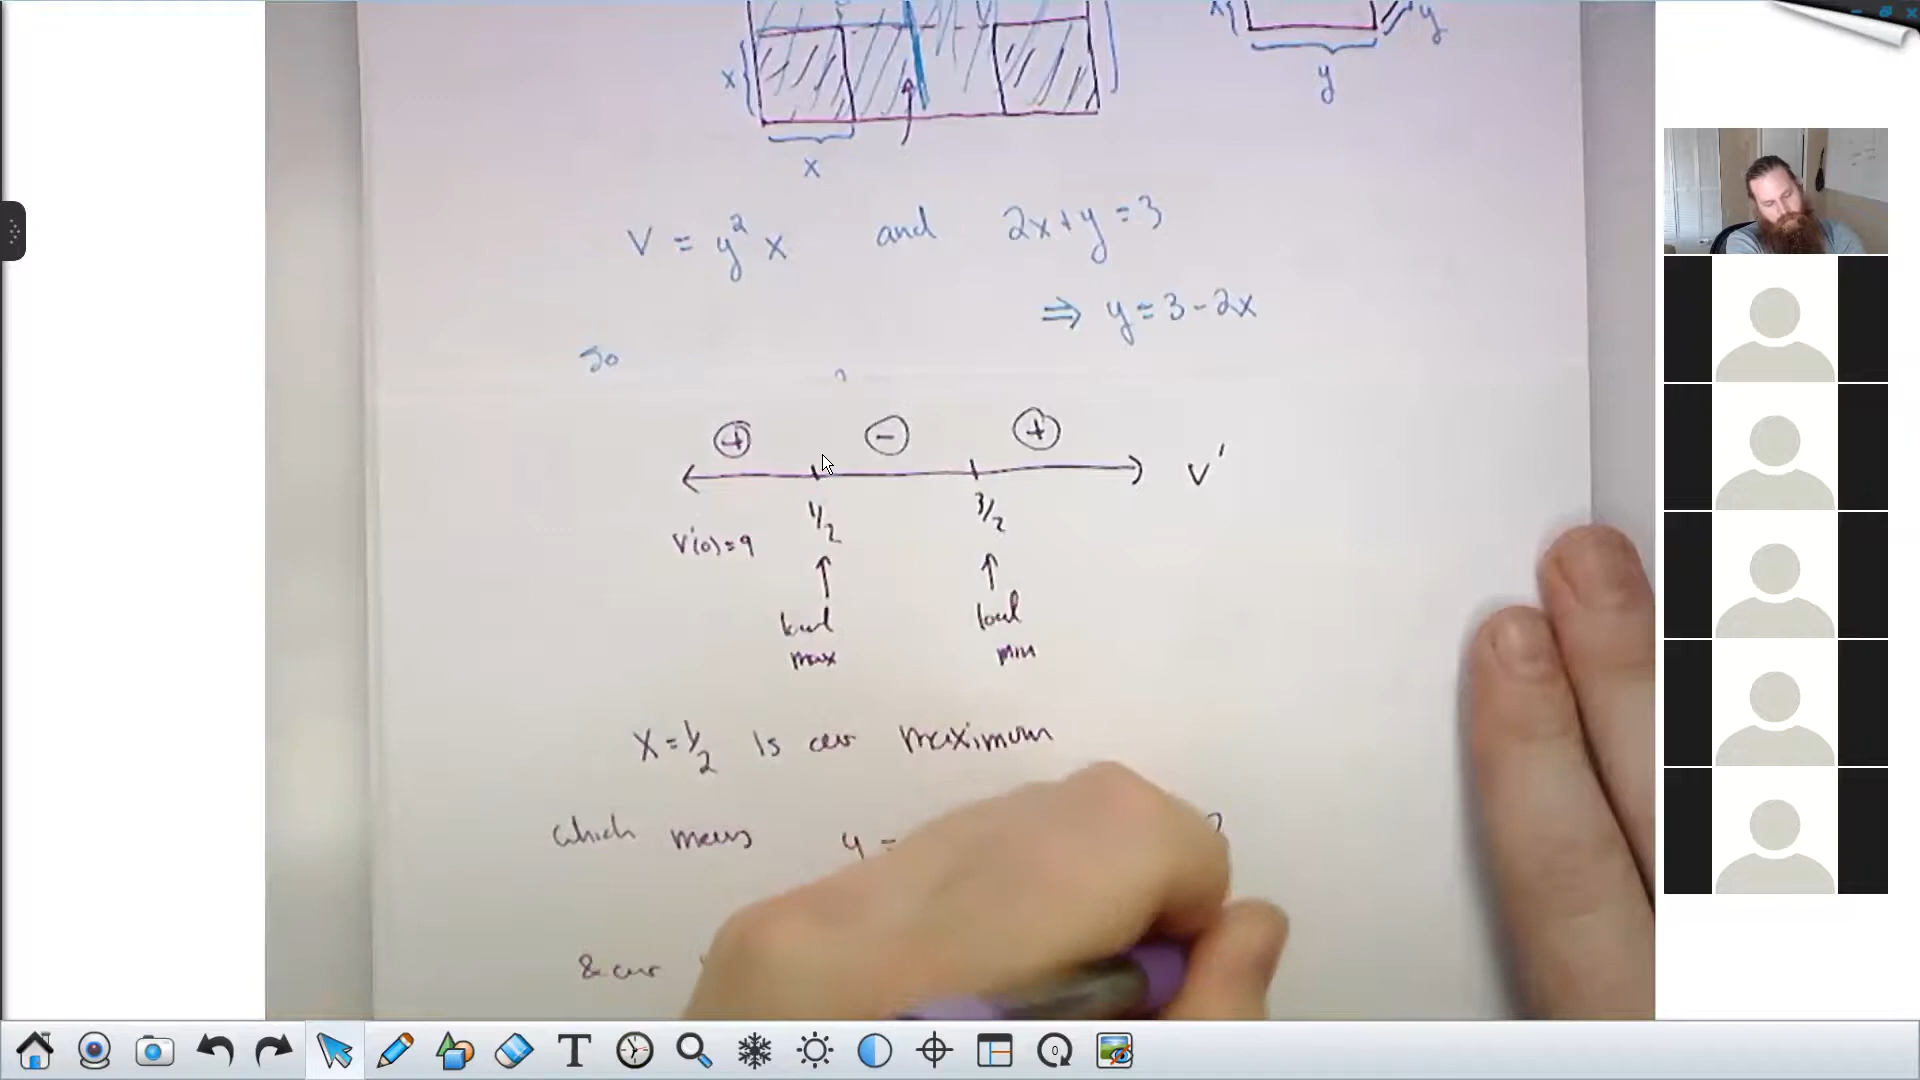 x
y
x
y
x
V = y² x and 2x + y = 3
⇒ y = 3 - 2x
So
+ - +
V'
1/2 3/2
V'(0) = 9
↑ ↑
local local
max min
X = 1/2 is our maximum
which means y =
& our
T
0